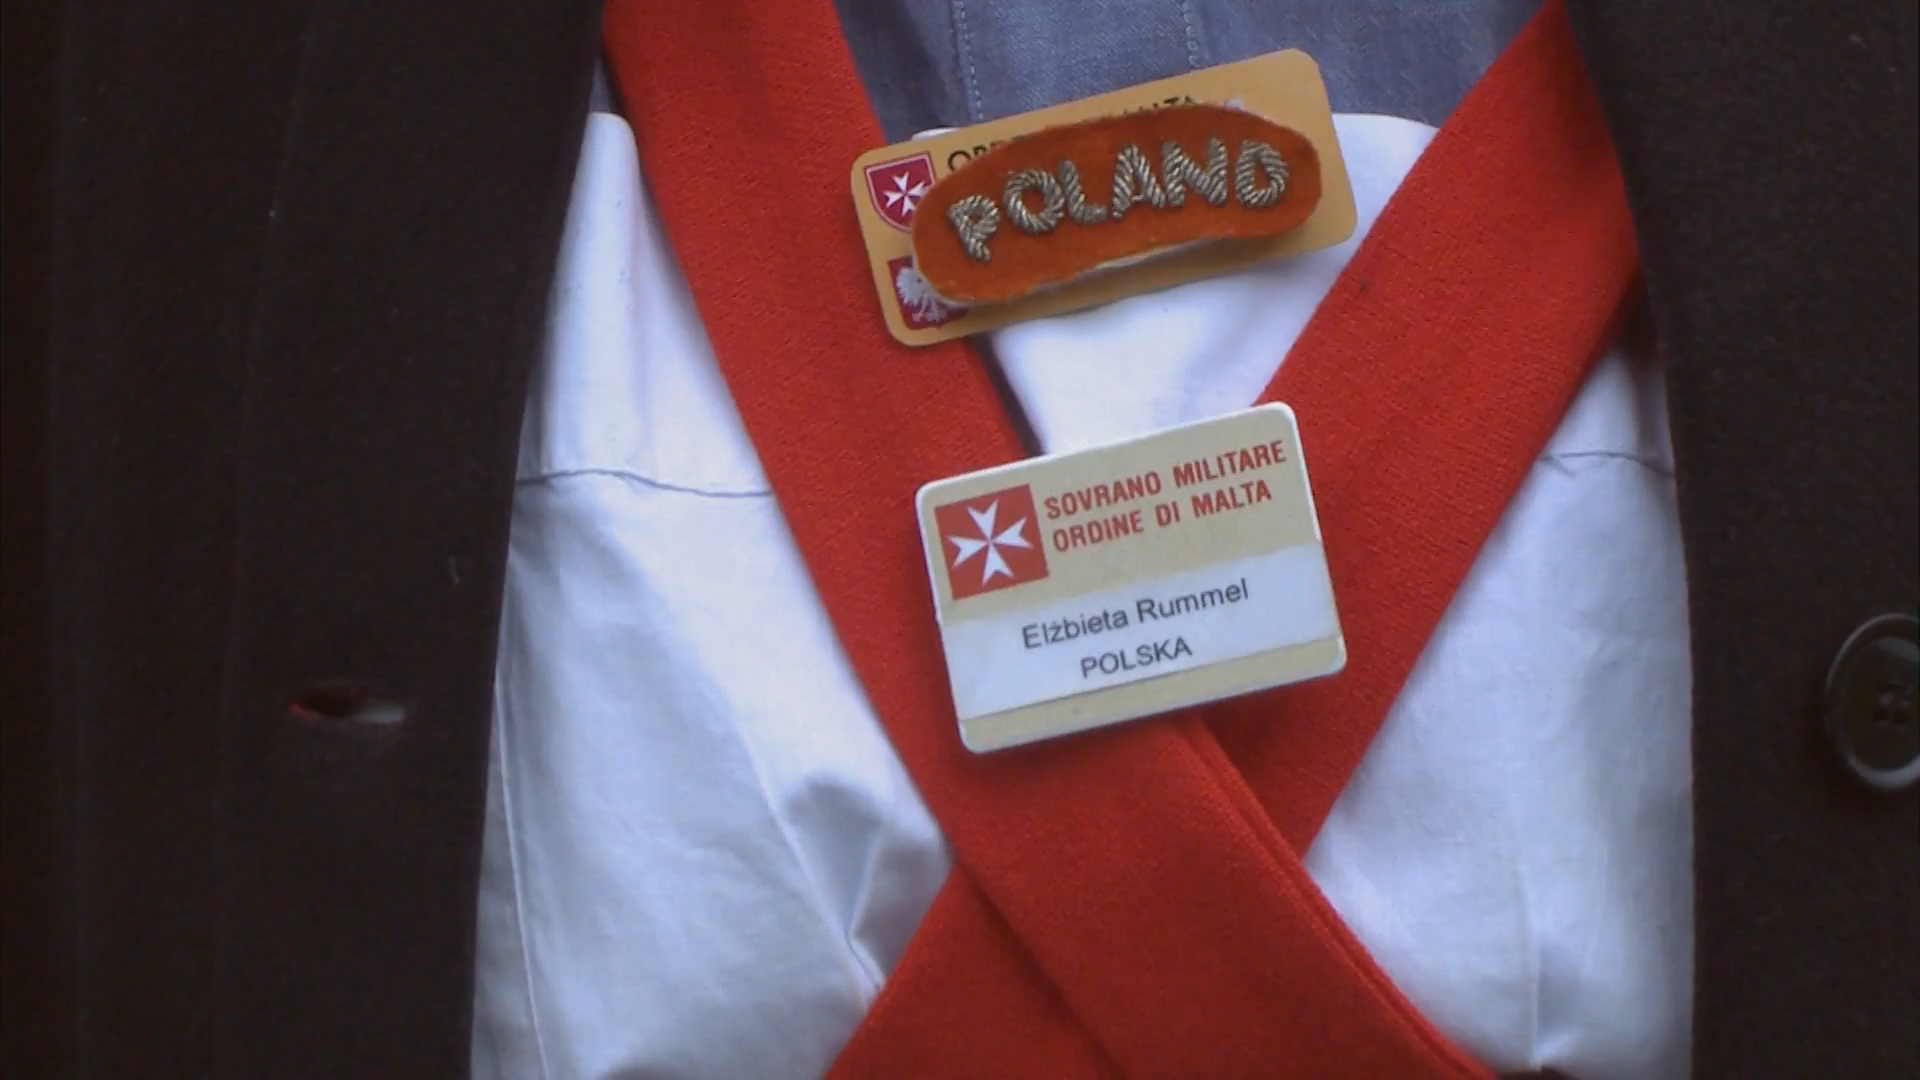 POLAND
SOVRANO MILITARE
ORDINE DI MALTA
Elżbieta Rummel
POLSKA